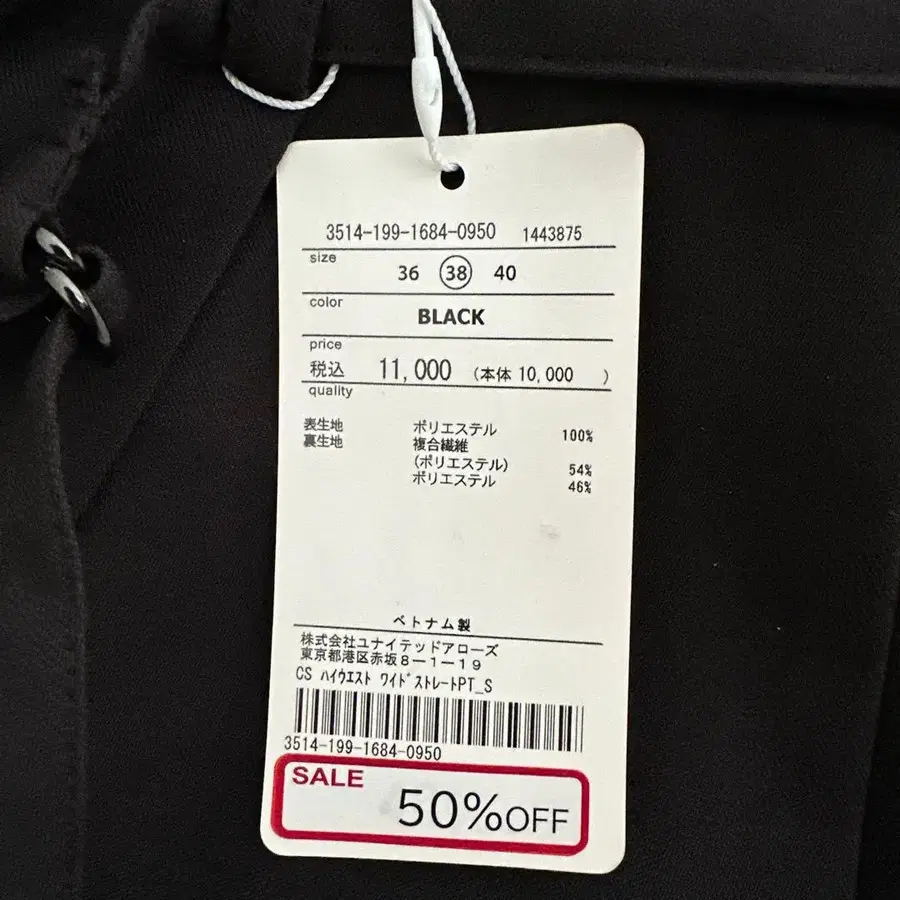 3514-199-1684-0950 1443875
size
36 38 40
color
BLACK
price
税込 11,000 (本体 10,000 )
quality
表生地 ポリエステル 100%
裏生地 複合繊維
(ポリエステル) 54%
ポリエステル 46%
ベトナム製
株式会社ユナイテッドアローズ
東京都港区赤坂8-1-19
CS ハイウエスト ワイドストレートPT_S
3514-199-1684-0950
SALE
50%OFF